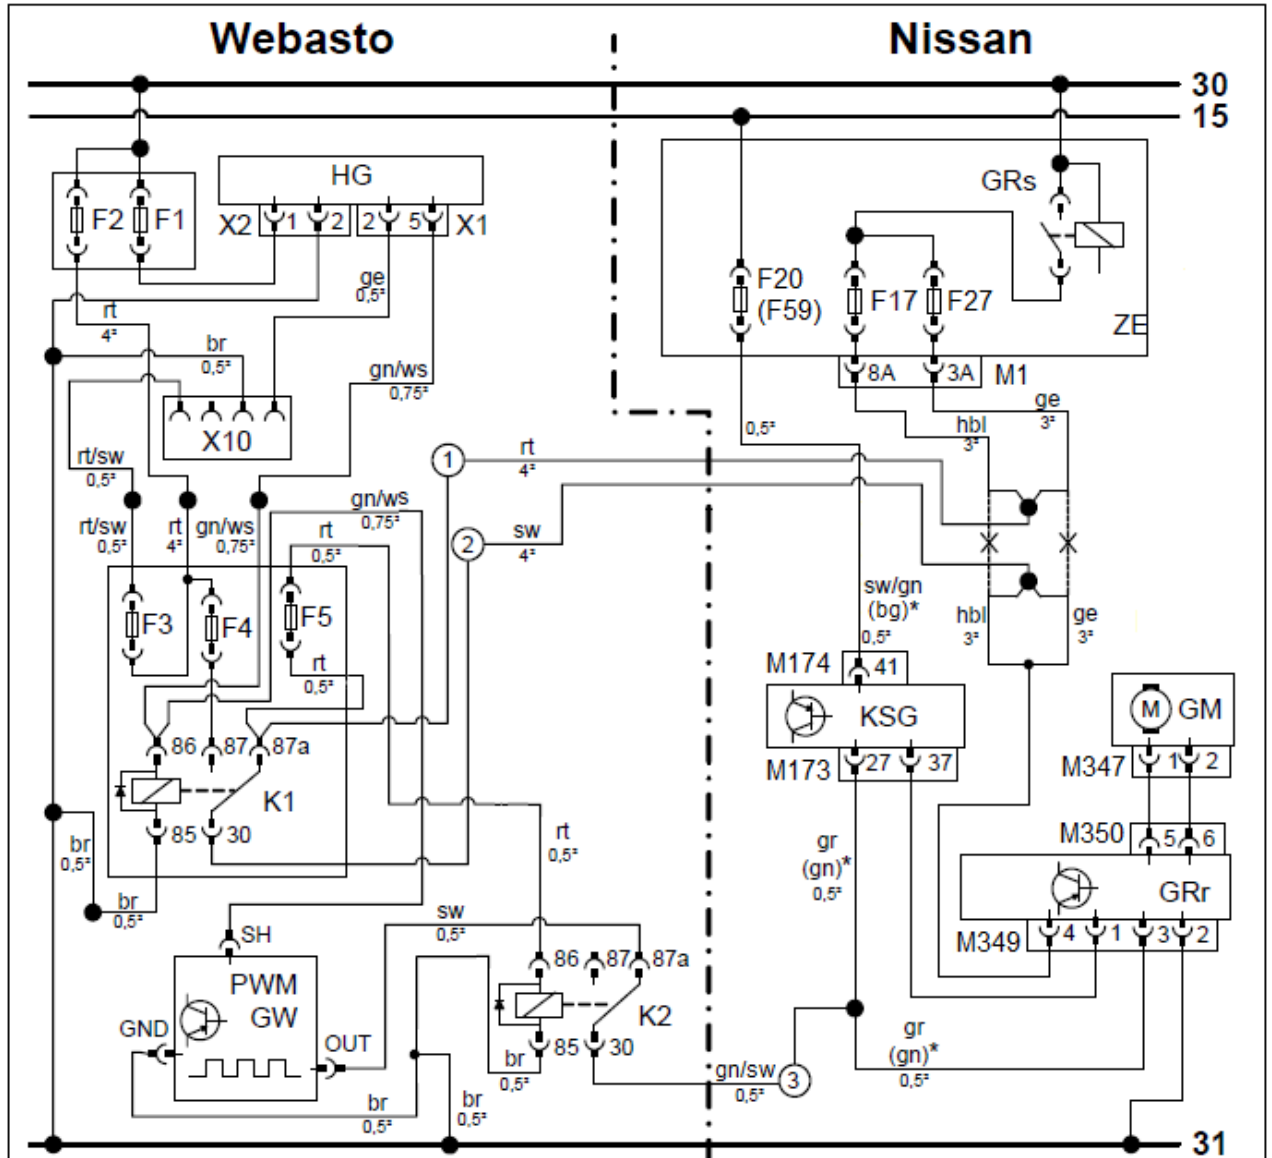 Webasto
Nissan
30
15
HG
GRs
F2 F1
X2 1 2 2 5 X1
ge
0,5²
F20
(F59)
F17
F27
ZE
rt
4²
br
0,5²
gn/ws
0,75²
8A 3A M1
X10
ge
3²
hbl
3²
0,5²
rt/sw
0,5²
1
rt
4²
gn/ws
0,75²
rt/sw
0,5²
rt
4²
gn/ws
0,75²
rt
0,5²
2
sw
4²
F3 F4 F5
sw/gn
(bg)*
0,5²
hbl
3²
ge
3²
rt
0,5²
M174 41
KSG
M GM
86 87 87a
M173 27 37
M347 1 2
K1
85 30
rt
0,5²
M350 5 6
br
0,5²
gr
(gn)*
0,5²
GRr
br
0,5²
sw
0,5²
SH
M349 4 1 3 2
86 87 87a
PWM
GW
K2
GND
OUT
85 30
br
0,5²
gr
(gn)*
0,5²
gn/sw
0,5²
3
br
0,5²
br
0,5²
31